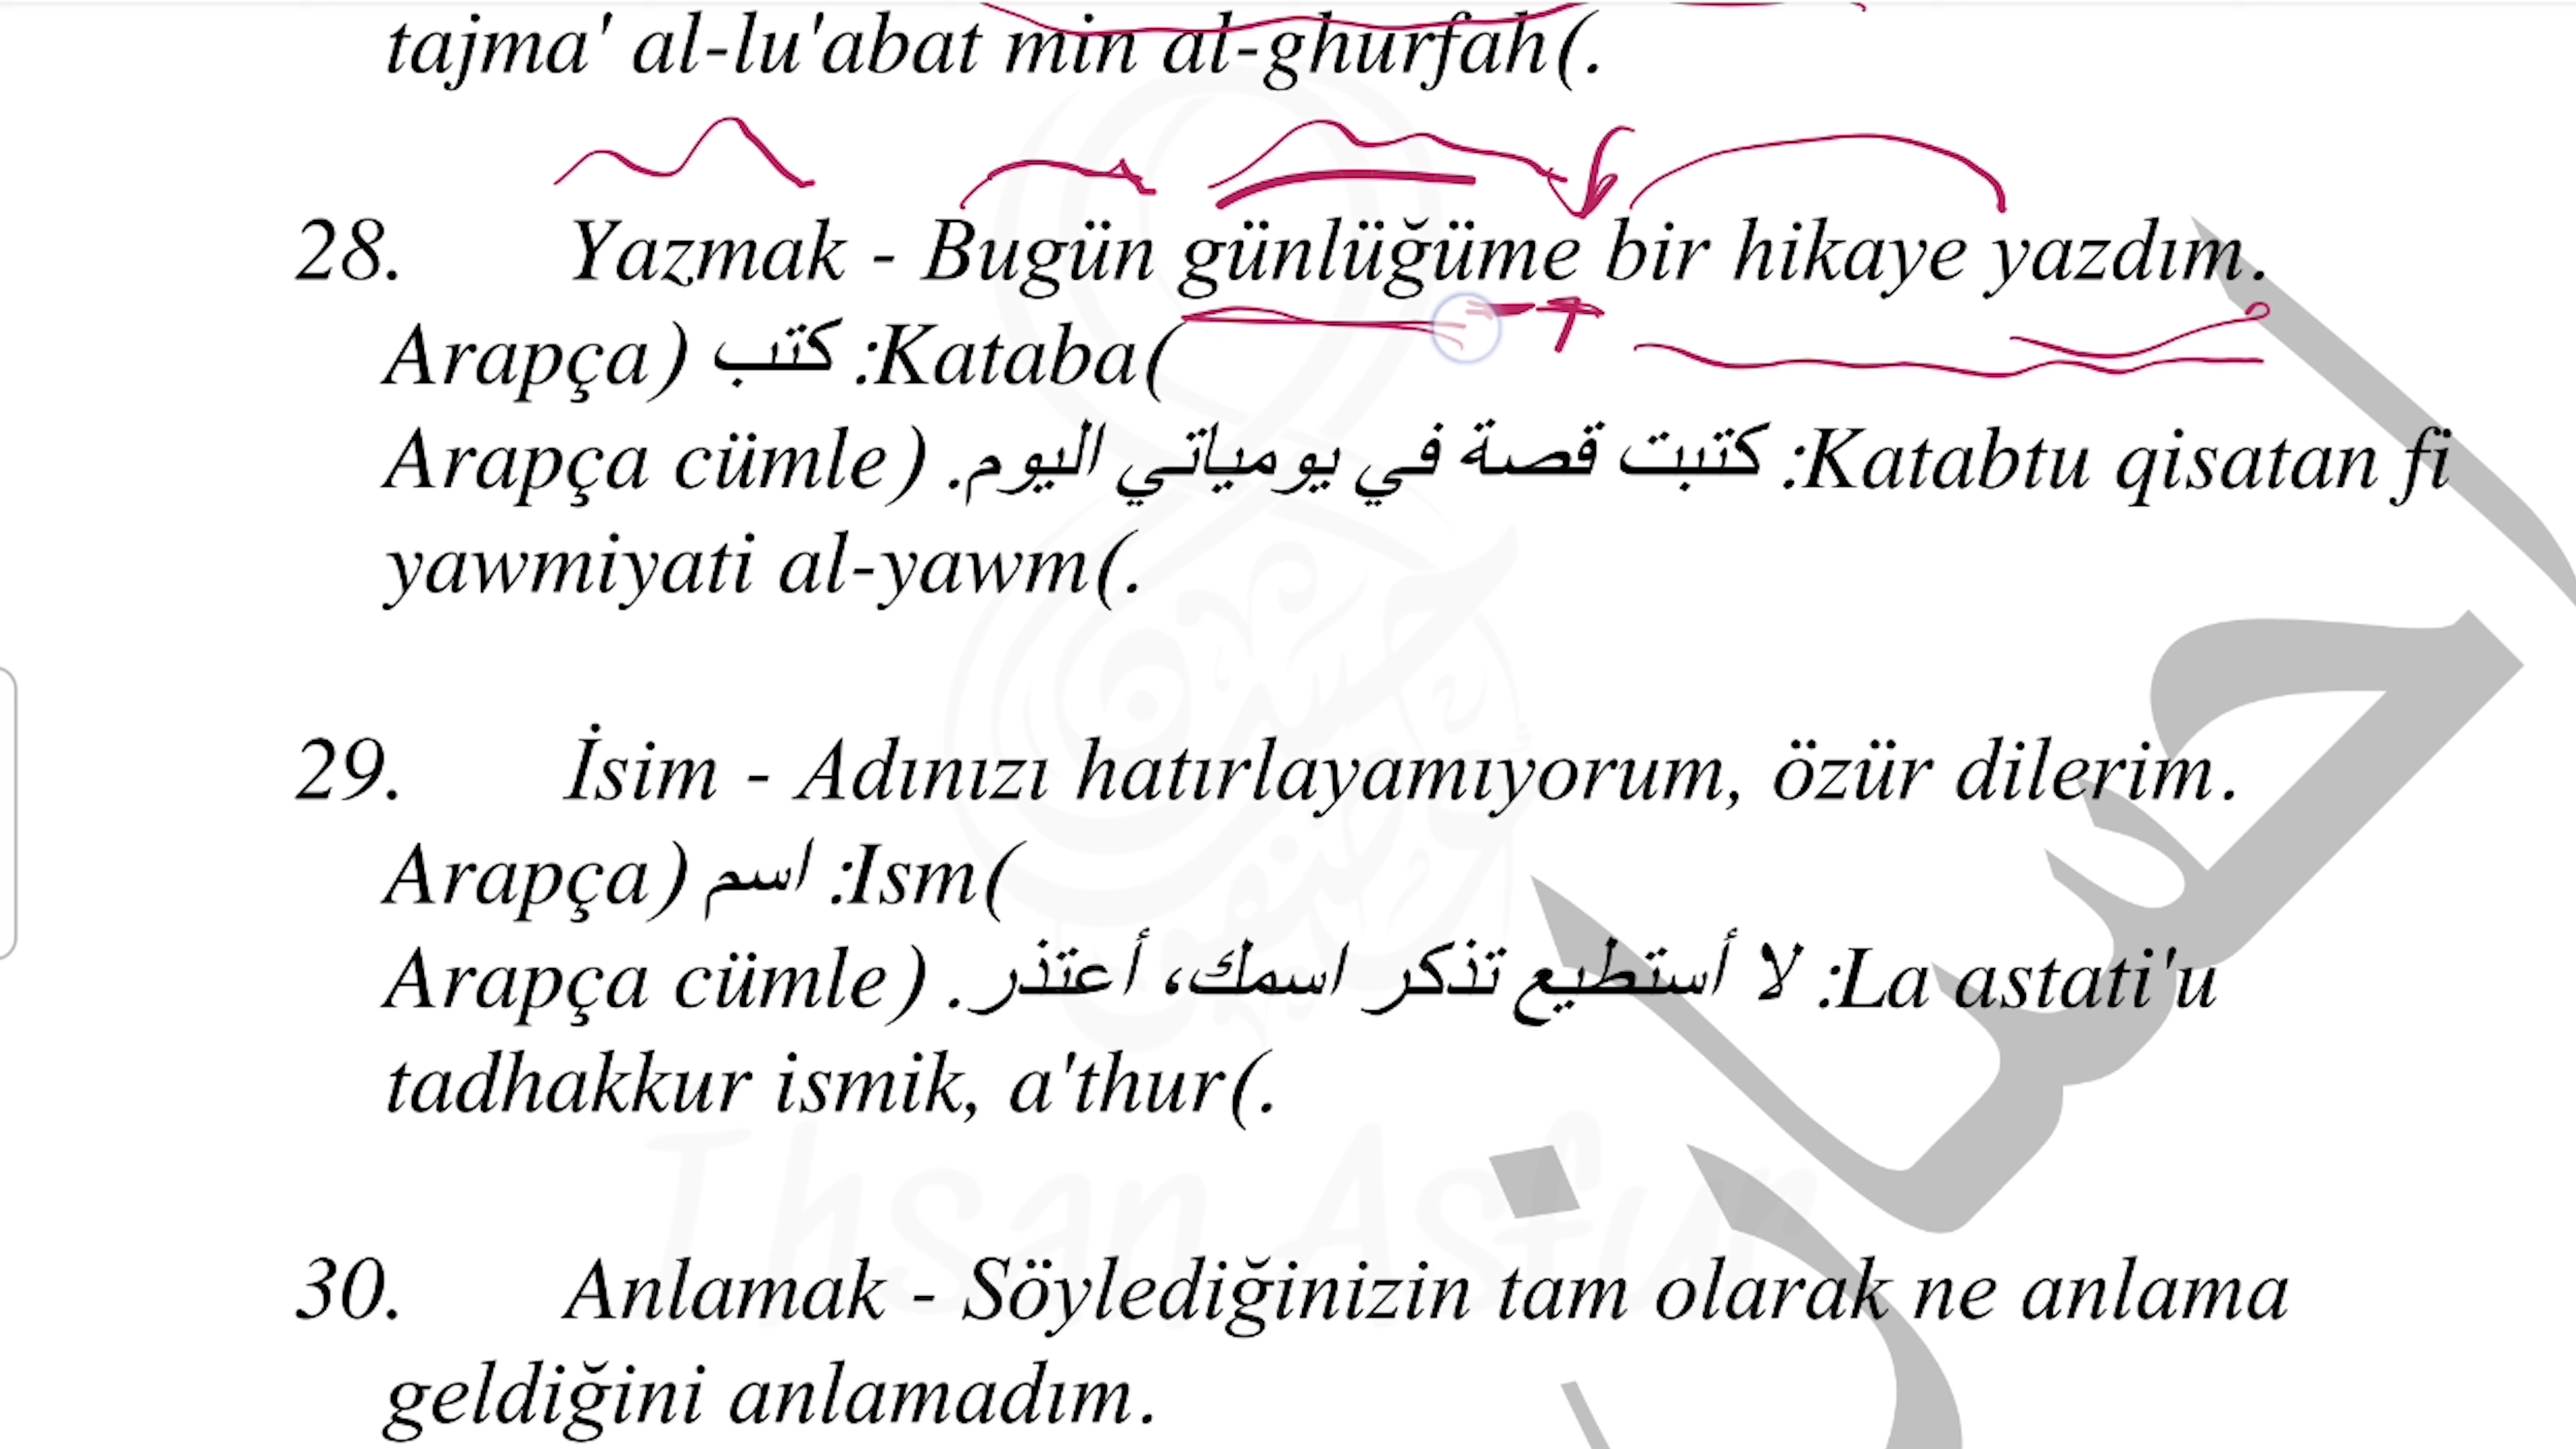 tajma' al-lu'abat min al-ghurfah(.
28. Yazmak - Bugün günlüğüme bir hikaye yazdım.
Arapça) كتب :Kataba(
Arapça cümle) كتبت قصة في يومياتي اليوم. :Katabtu qisatan fi
yawmiyati al-yawm(.
29. İsim - Adınızı hatırlayamıyorum, özür dilerim.
Arapça) اسم :Ism(
Arapça cümle) لا أستطيع تذكر اسمك، أعتذر. :La astati'u
tadhakkur ismik, a'thur(.
30. Anlamak - Söylediğinizin tam olarak ne anlama
geldiğini anlamadım.
Ihsan Asfur
إحسان